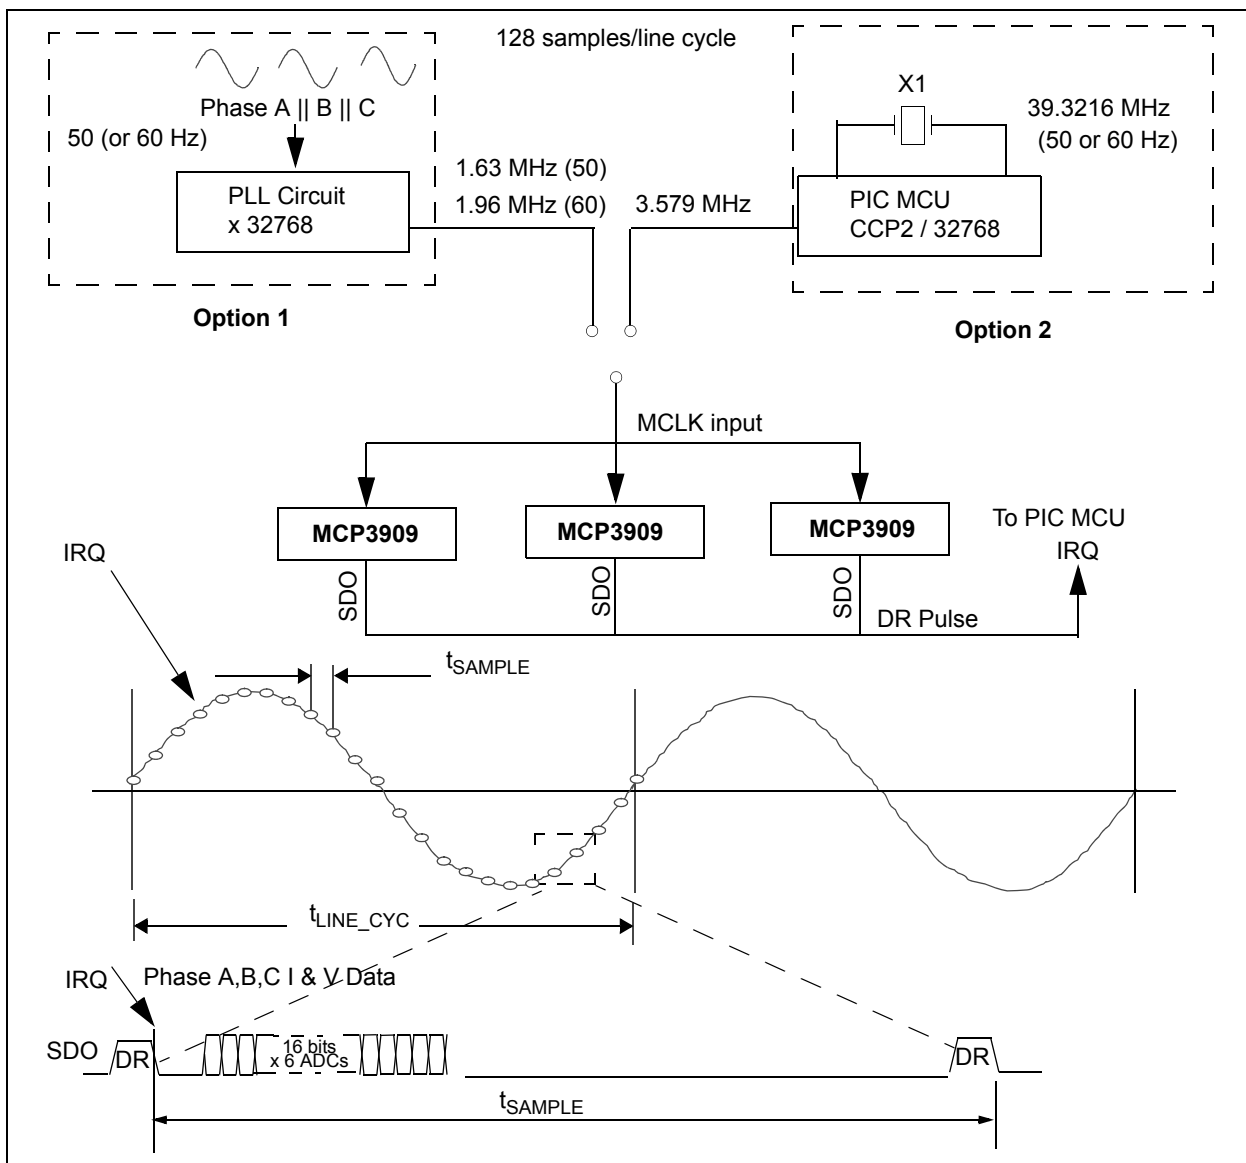 128 samples/line cycle
Phase A || B || C
50 (or 60 Hz)
PLL Circuit
x 32768
Option 1
1.63 MHz (50)
1.96 MHz (60)
3.579 MHz
X1
39.3216 MHz
(50 or 60 Hz)
PIC MCU
CCP2 / 32768
Option 2
MCLK input
MCP3909
MCP3909
MCP3909
SDO
SDO
SDO
To PIC MCU
IRQ
DR Pulse
IRQ
tSAMPLE
tLINE_CYC
IRQ
Phase A,B,C I & V Data
SDO
DR
16 bits
x 6 ADCs
DR
tSAMPLE